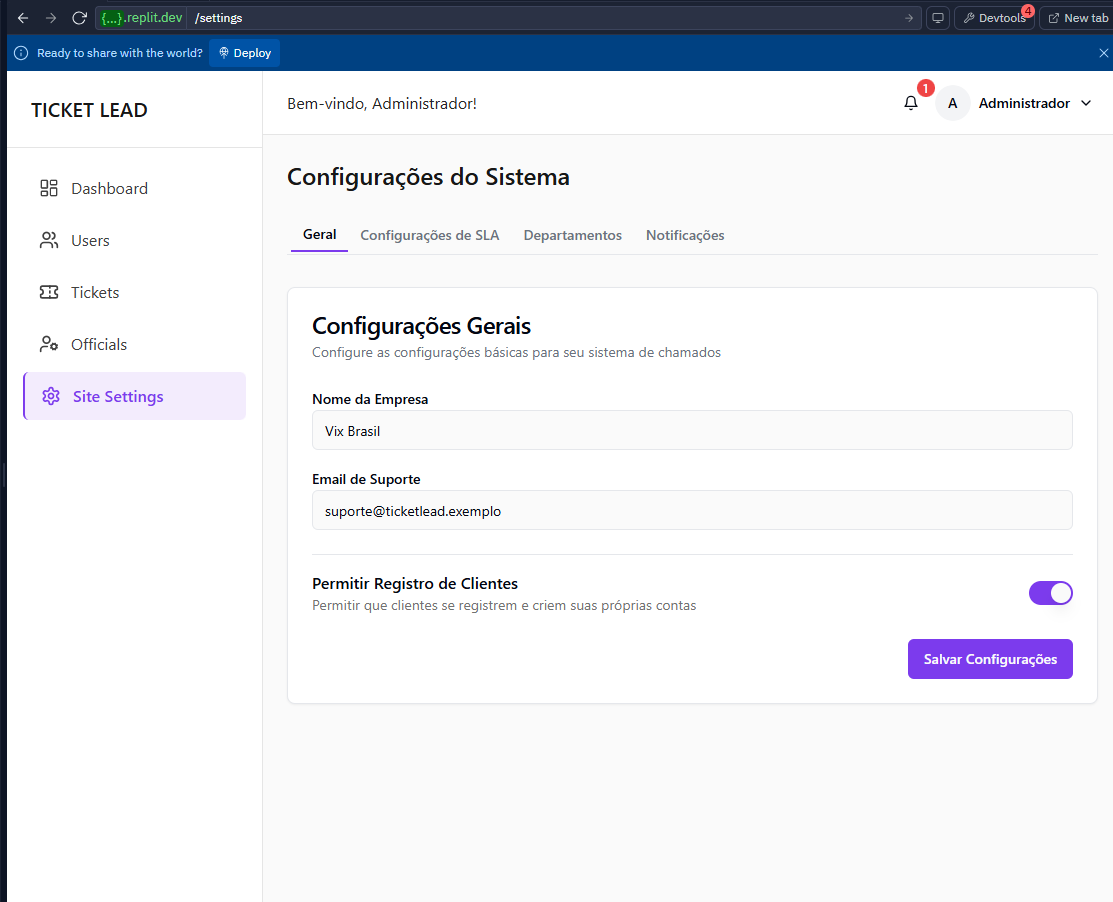 {...}.replit.dev /settings
Devtools 4
New tab
Ready to share with the world? Deploy
TICKET LEAD
Bem-vindo, Administrador!
1
A
Administrador
Dashboard
Users
Tickets
Officials
Site Settings
Configurações do Sistema
Geral Configurações de SLA Departamentos Notificações
Configurações Gerais
Configure as configurações básicas para seu sistema de chamados
Nome da Empresa
Vix Brasil
Email de Suporte
suporte@ticketlead.exemplo
Permitir Registro de Clientes
Permitir que clientes se registrem e criem suas próprias contas
Salvar Configurações